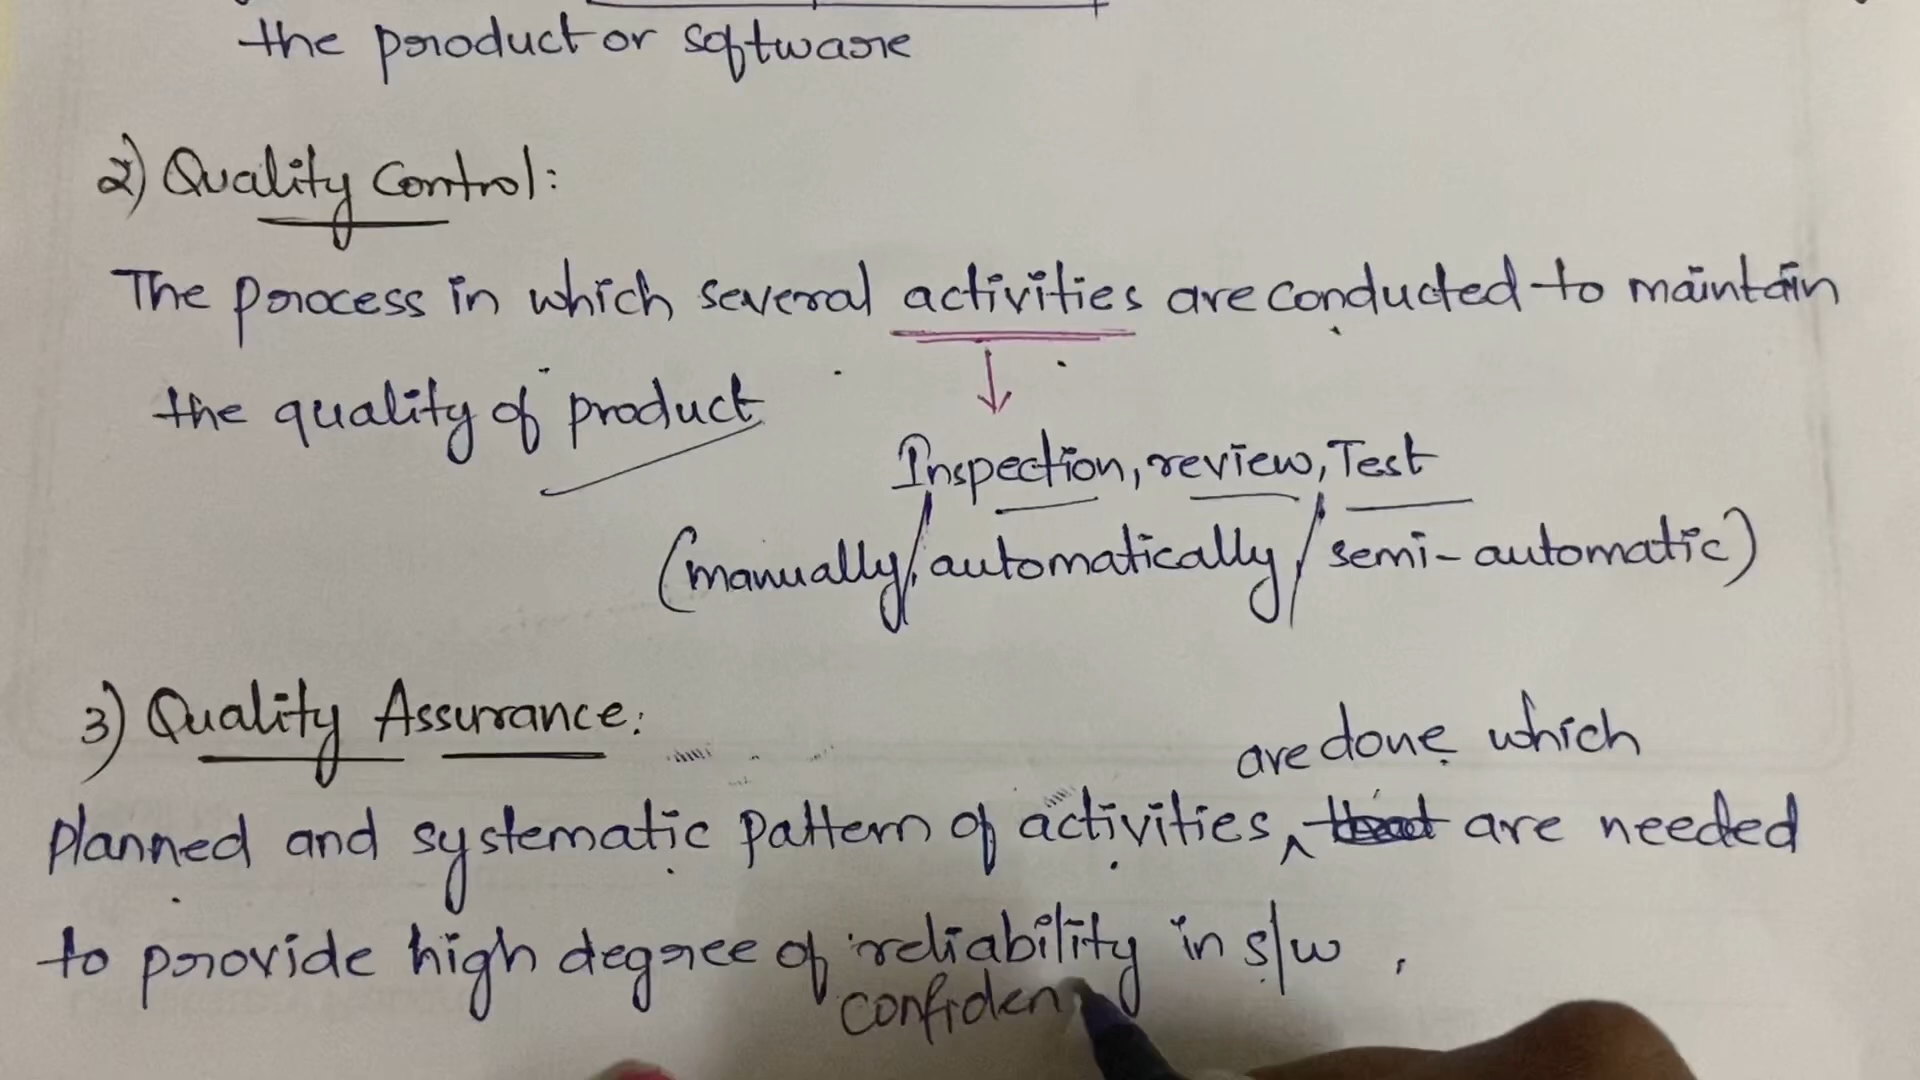 the product or software
2) Quality Control:
The process in which several activities are conducted to maintain
the quality of product
Inspection, review, Test
(manually/automatically/semi-automatic)
3) Quality Assurance:
are done which
planned and systematic pattern of activities ^ that are needed
to provide high degree of reliability in s/w .
confiden